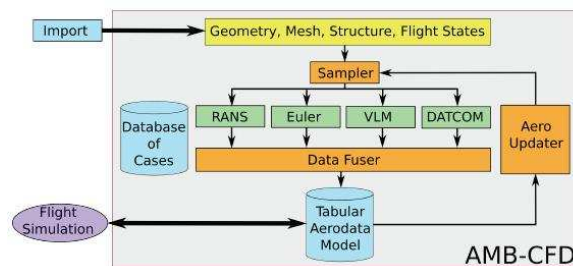 Import
Geometry, Mesh, Structure, Flight States
Sampler
RANS
Euler
VLM
DATCOM
Database
of
Cases
Aero
Updater
Data Fuser
Flight
Simulation
Tabular
Aerodata
Model
AMB-CFD